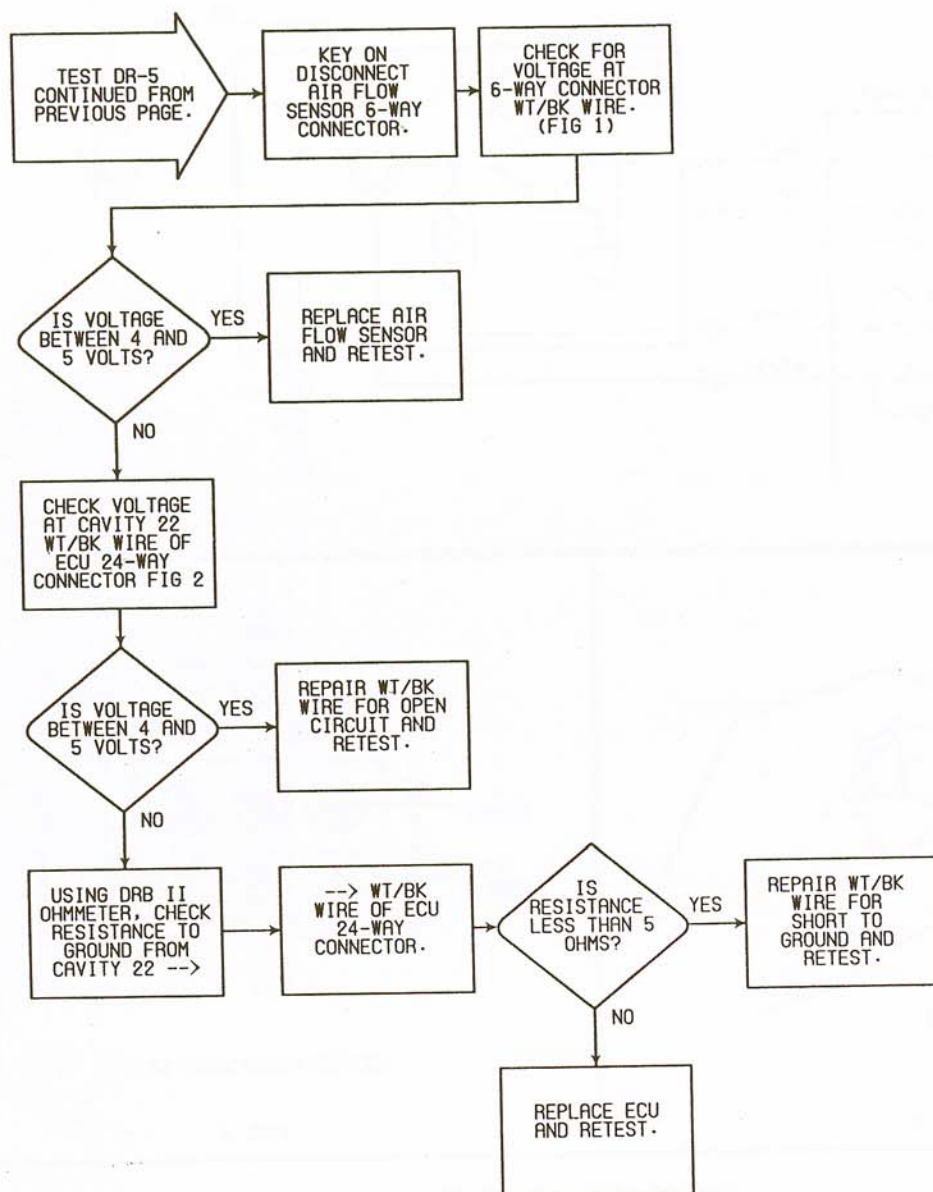 TEST DR-5
CONTINUED FROM
PREVIOUS PAGE.
KEY ON
DISCONNECT
AIR FLOW
SENSOR 6-WAY
CONNECTOR.
CHECK FOR
VOLTAGE AT
6-WAY CONNECTOR
WT/BK WIRE.
(FIG 1)
IS VOLTAGE
BETWEEN 4 AND
5 VOLTS?
YES
REPLACE AIR
FLOW SENSOR
AND RETEST.
NO
CHECK VOLTAGE
AT CAVITY 22
WT/BK WIRE OF
ECU 24-WAY
CONNECTOR FIG 2
IS VOLTAGE
BETWEEN 4 AND
5 VOLTS?
YES
REPAIR WT/BK
WIRE FOR OPEN
CIRCUIT AND
RETEST.
NO
USING DRB II
OHMMETER, CHECK
RESISTANCE TO
GROUND FROM
CAVITY 22 -->
--> WT/BK
WIRE OF ECU
24-WAY
CONNECTOR.
IS
RESISTANCE
LESS THAN 5
OHMS?
YES
REPAIR WT/BK
WIRE FOR
SHORT TO
GROUND AND
RETEST.
NO
REPLACE ECU
AND RETEST.